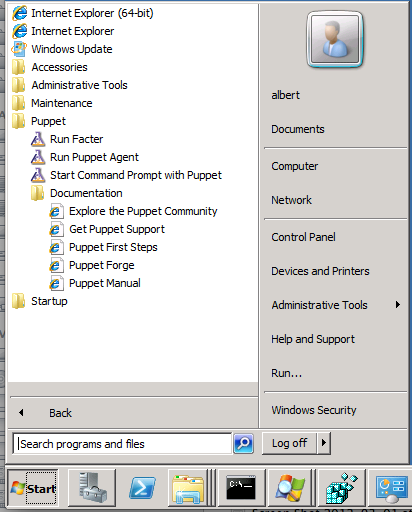 Internet Explorer (64-bit)
Internet Explorer
Windows Update
Accessories
Administrative Tools
Maintenance
Puppet
Run Facter
Run Puppet Agent
Start Command Prompt with Puppet
Documentation
Explore the Puppet Community
Get Puppet Support
Puppet First Steps
Puppet Forge
Puppet Manual
Startup
Back
Search programs and files
albert
Documents
Computer
Network
Control Panel
Devices and Printers
Administrative Tools
Help and Support
Run...
Windows Security
Log off
Start
C:\